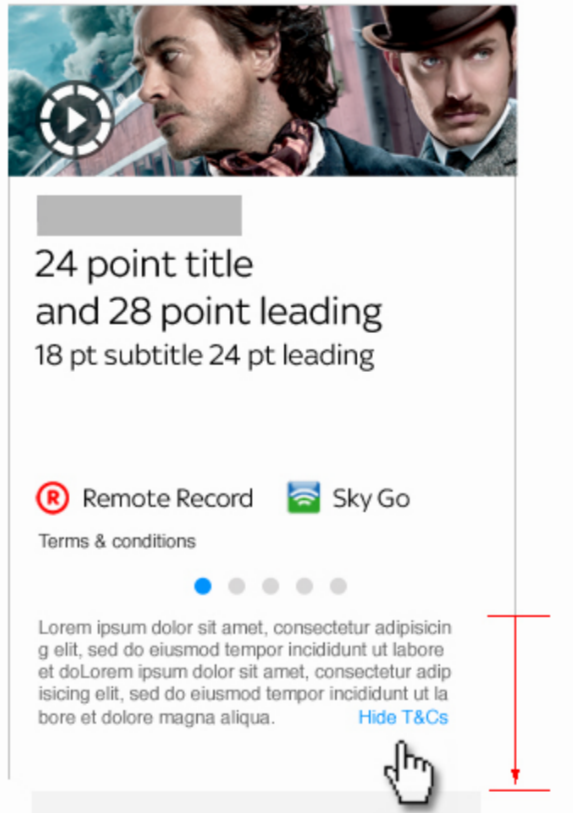 24 point title
and 28 point leading
18 pt subtitle 24 pt leading
R Remote Record Sky Go
Terms & conditions
Lorem ipsum dolor sit amet, consectetur adipisicin
g elit, sed do eiusmod tempor incididunt ut labore
et doLorem ipsum dolor sit amet, consectetur adip
isicing elit, sed do eiusmod tempor incididunt ut la
bore et dolore magna aliqua. Hide T&Cs